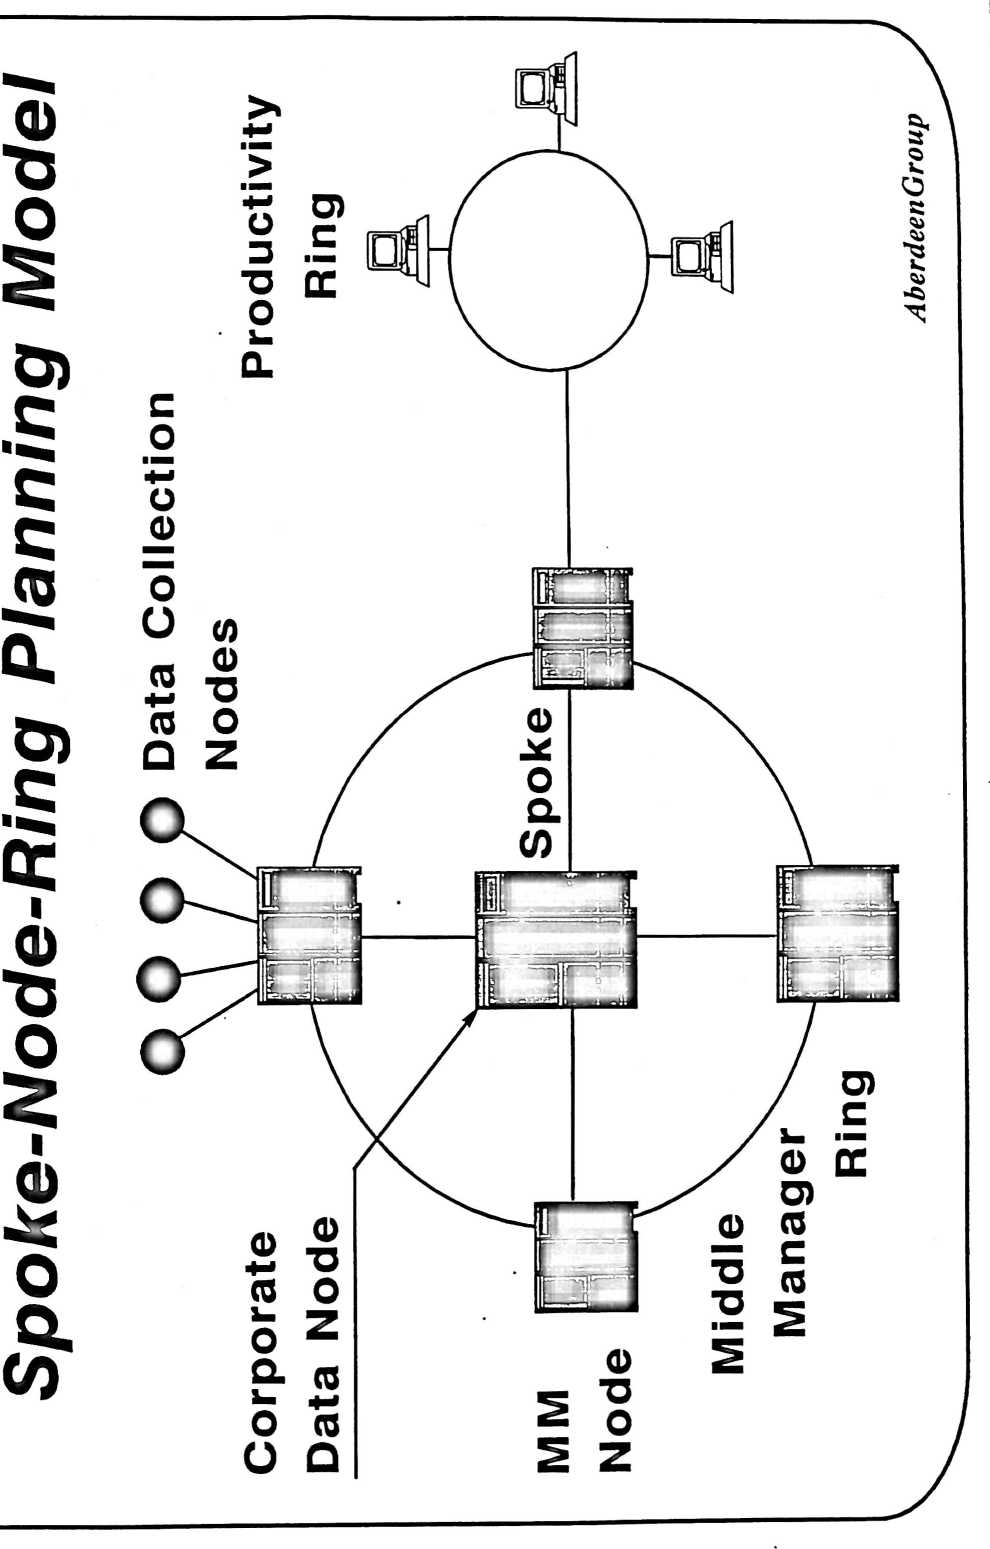 Spoke-Node-Ring Planning Model
Data Collection
Nodes
Productivity
Ring
Corporate
Data Node
Spoke
MM
Node
Middle
Manager
Ring
AberdeenGroup